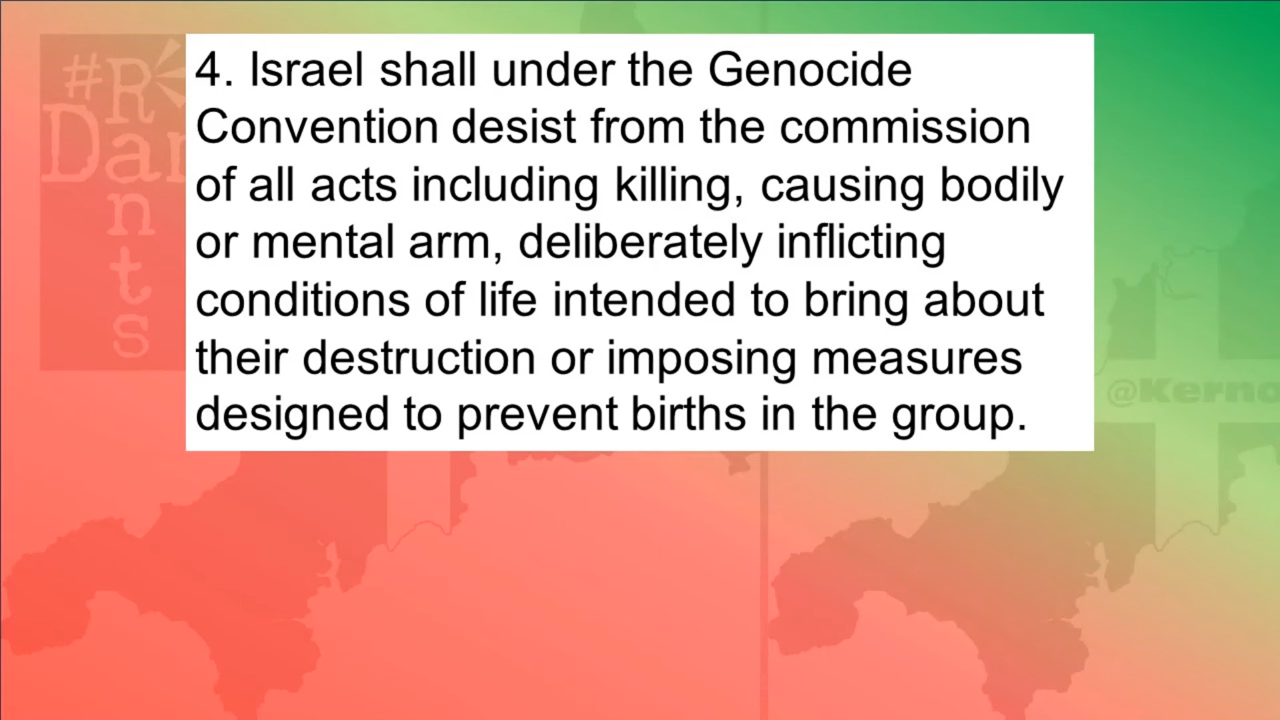 #R
Dar
n
t
s
4. Israel shall under the Genocide
Convention desist from the commission
of all acts including killing, causing bodily
or mental arm, deliberately inflicting
conditions of life intended to bring about
their destruction or imposing measures
designed to prevent births in the group.
@Kerno